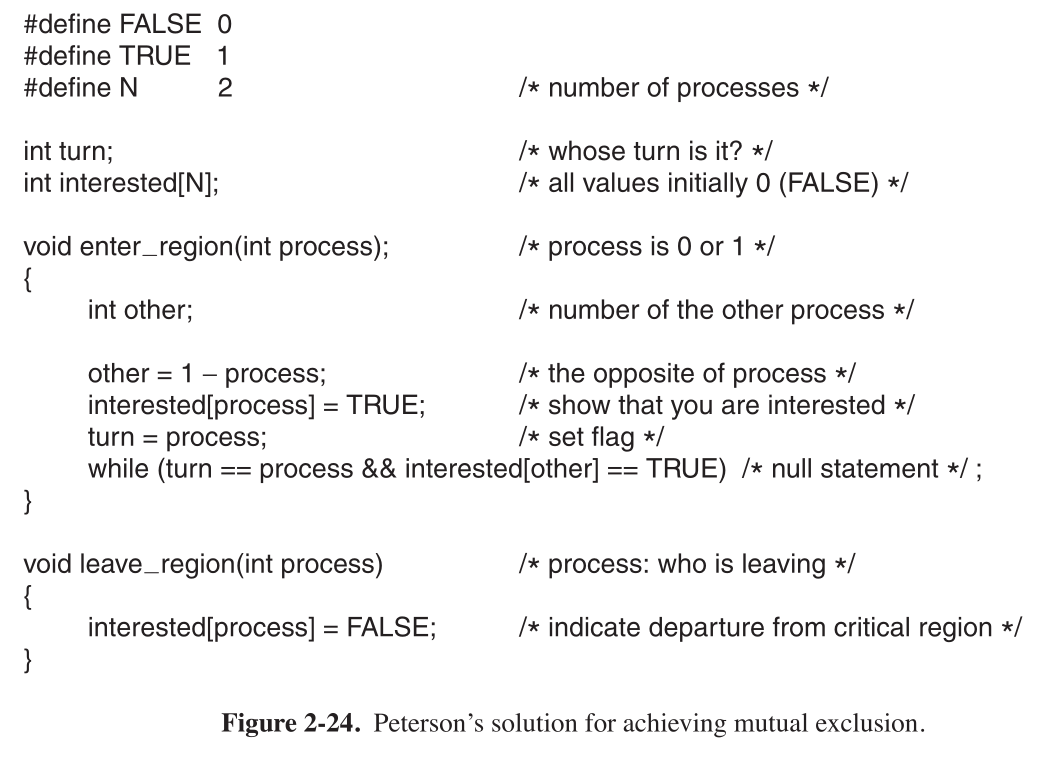 #define FALSE 0
#define TRUE 1
#define N 2 /* number of processes */
int turn; /* whose turn is it? */
int interested[N]; /* all values initially 0 (FALSE) */
void enter_region(int process); /* process is 0 or 1 */
{
int other; /* number of the other process */
other = 1 – process; /* the opposite of process */
interested[process] = TRUE; /* show that you are interested */
turn = process; /* set flag */
while (turn == process && interested[other] == TRUE) /* null statement */ ;
}
void leave_region(int process) /* process: who is leaving */
{
interested[process] = FALSE; /* indicate departure from critical region */
}
Figure 2-24. Peterson’s solution for achieving mutual exclusion.